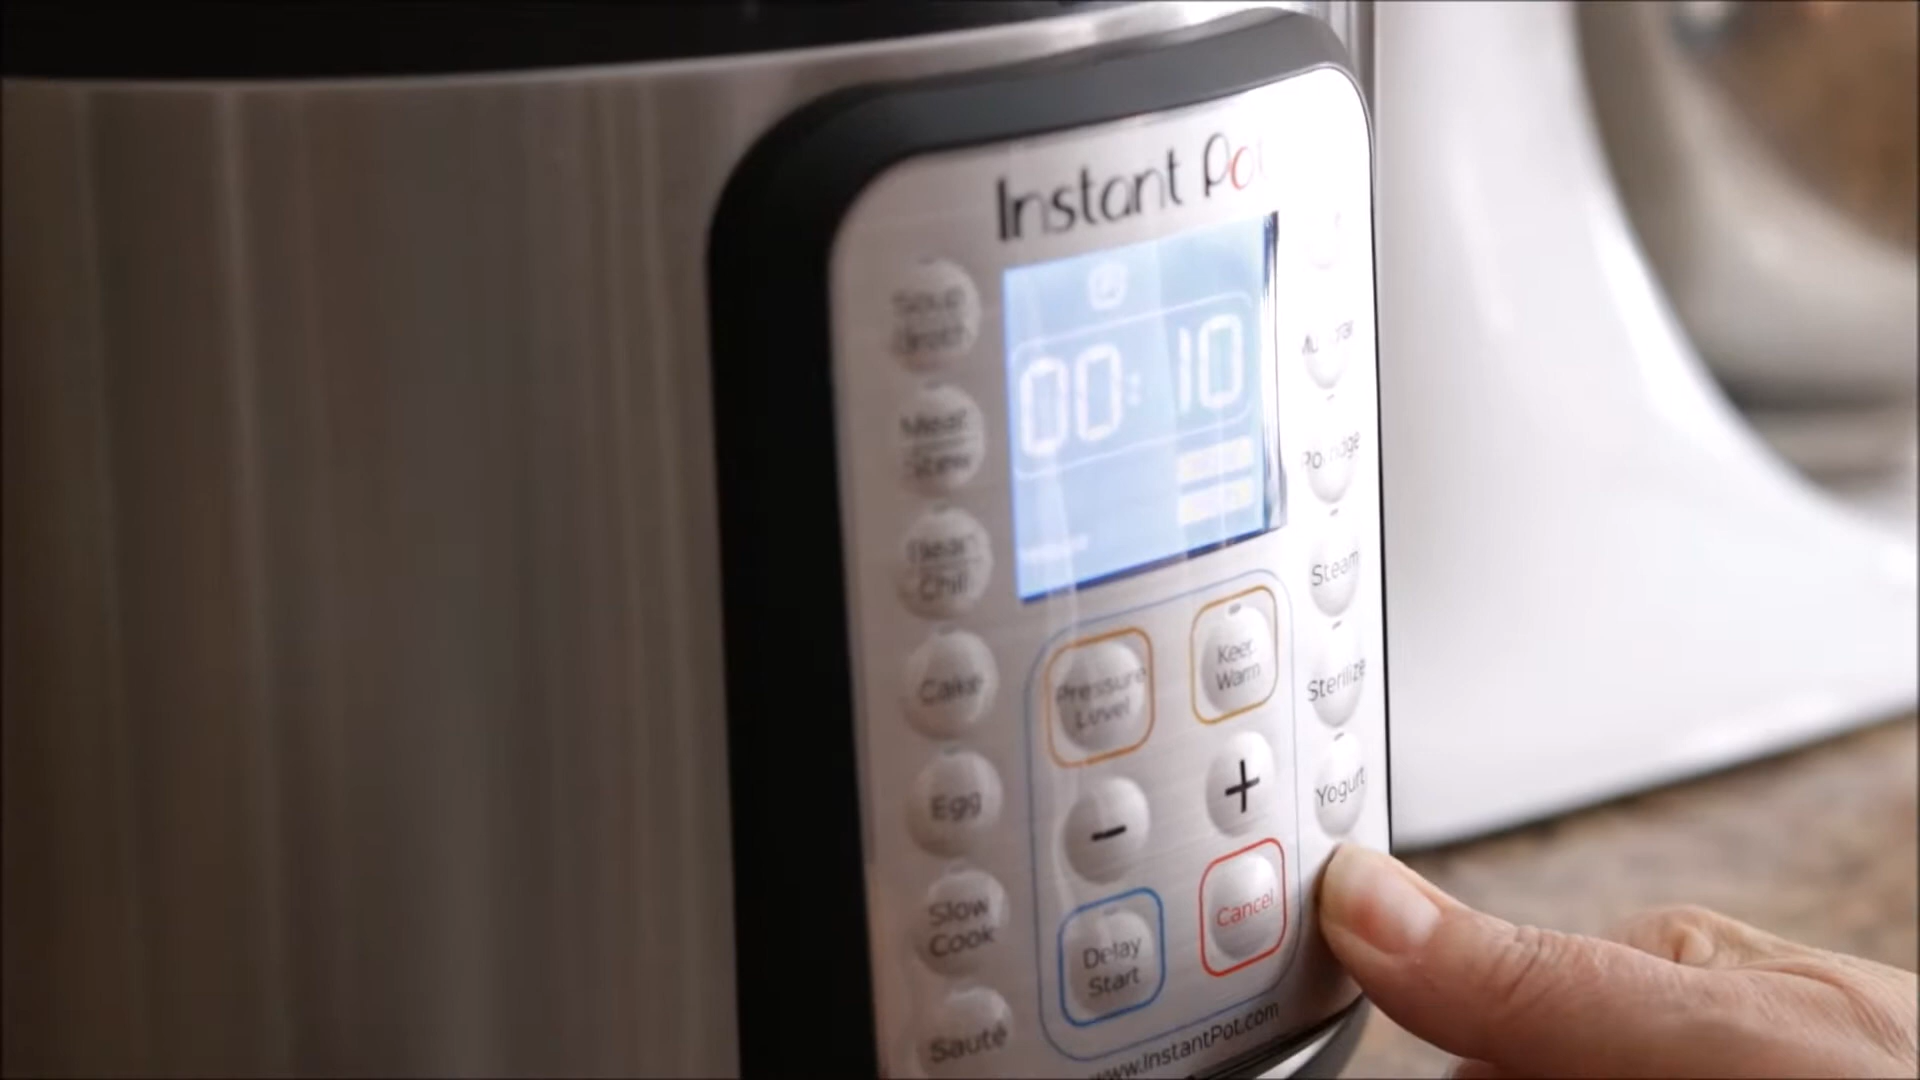 Instant Pot
00:10
Soup
Broth
Meat
Stew
Bean
Chili
Cake
Egg
Slow
Cook
Sauté
Pressure
Level
Keep
Warm
-
+
Delay
Start
Cancel
Porridge
Steam
Sterilize
Yogurt
www.InstantPot.com